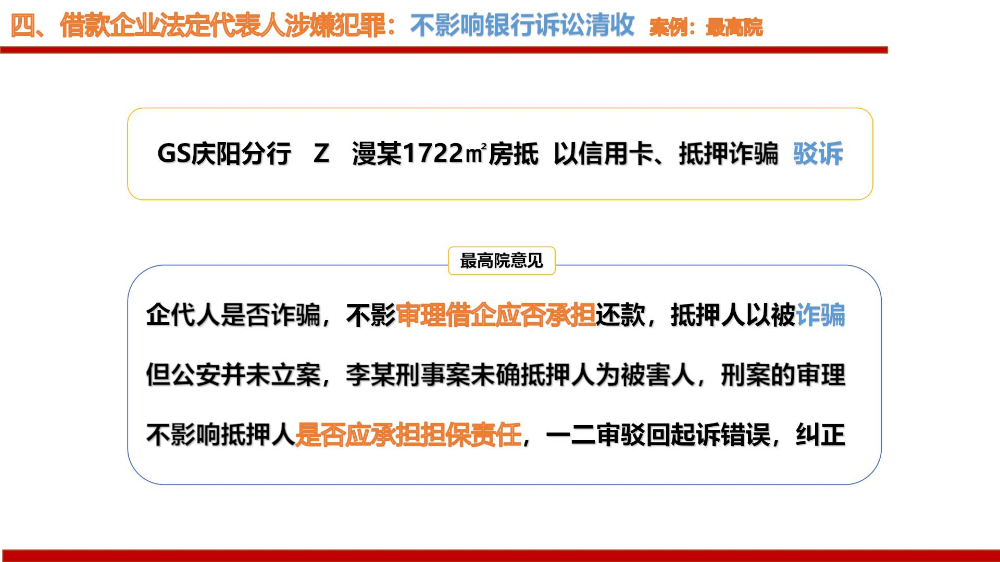 四、借款企业法定代表人涉嫌犯罪：不影响银行诉讼清收 案例：最高院
GS庆阳分行 Z 漫某1722㎡房抵 以信用卡、抵押诈骗 驳诉
最高院意见
企代人是否诈骗，不影审理借企应否承担还款，抵押人以被诈骗
但公安并未立案，李某刑事案未确抵押人为被害人，刑案的审理
不影响抵押人是否应承担担保责任，一二审驳回起诉错误，纠正